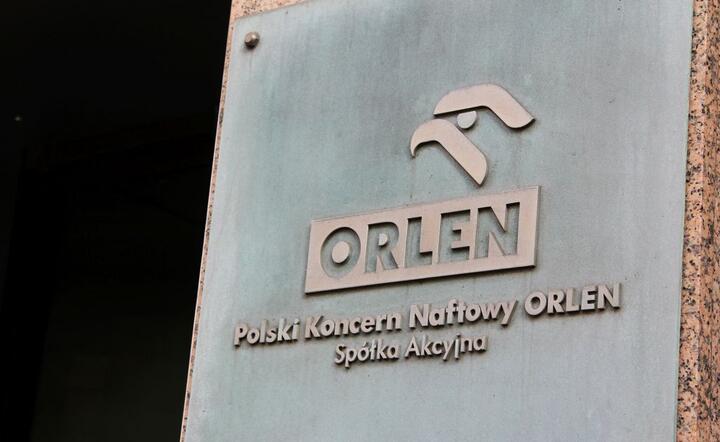 ORLEN
Polski Koncern Naftowy ORLEN
Spółka Akcyjna